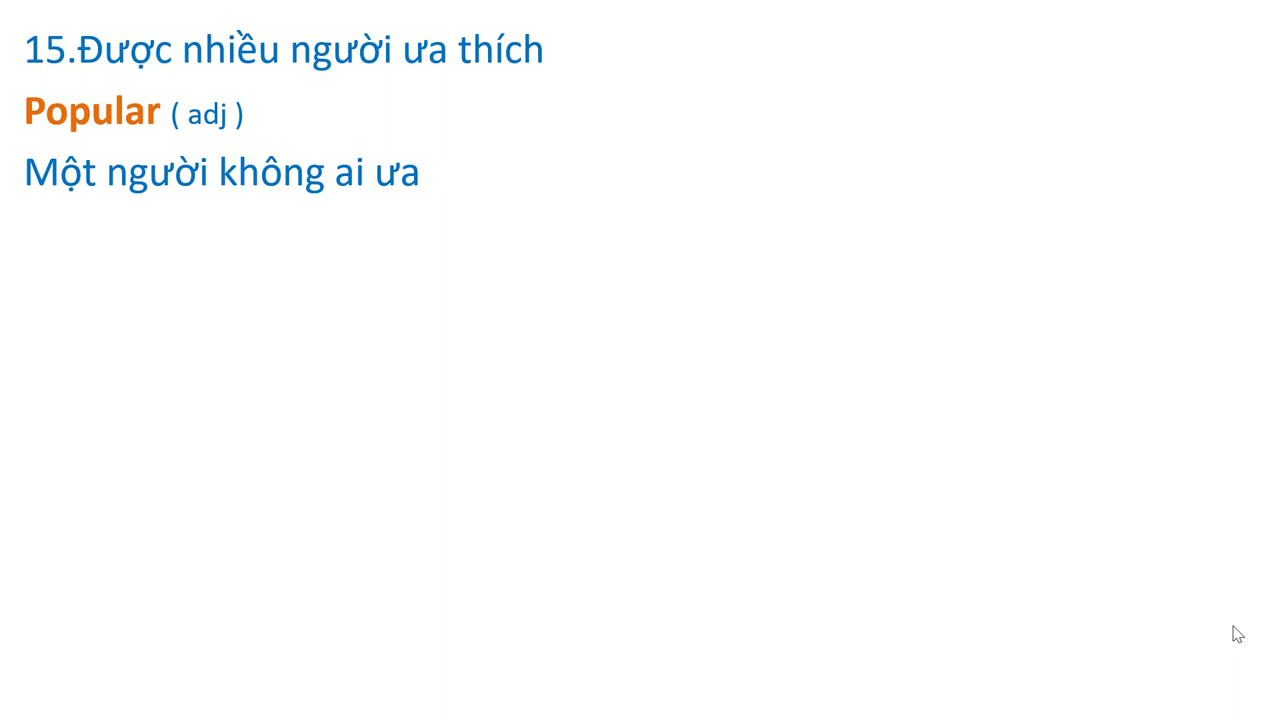 15.Được nhiều người ưa thích
Popular ( adj )
Một người không ai ưa